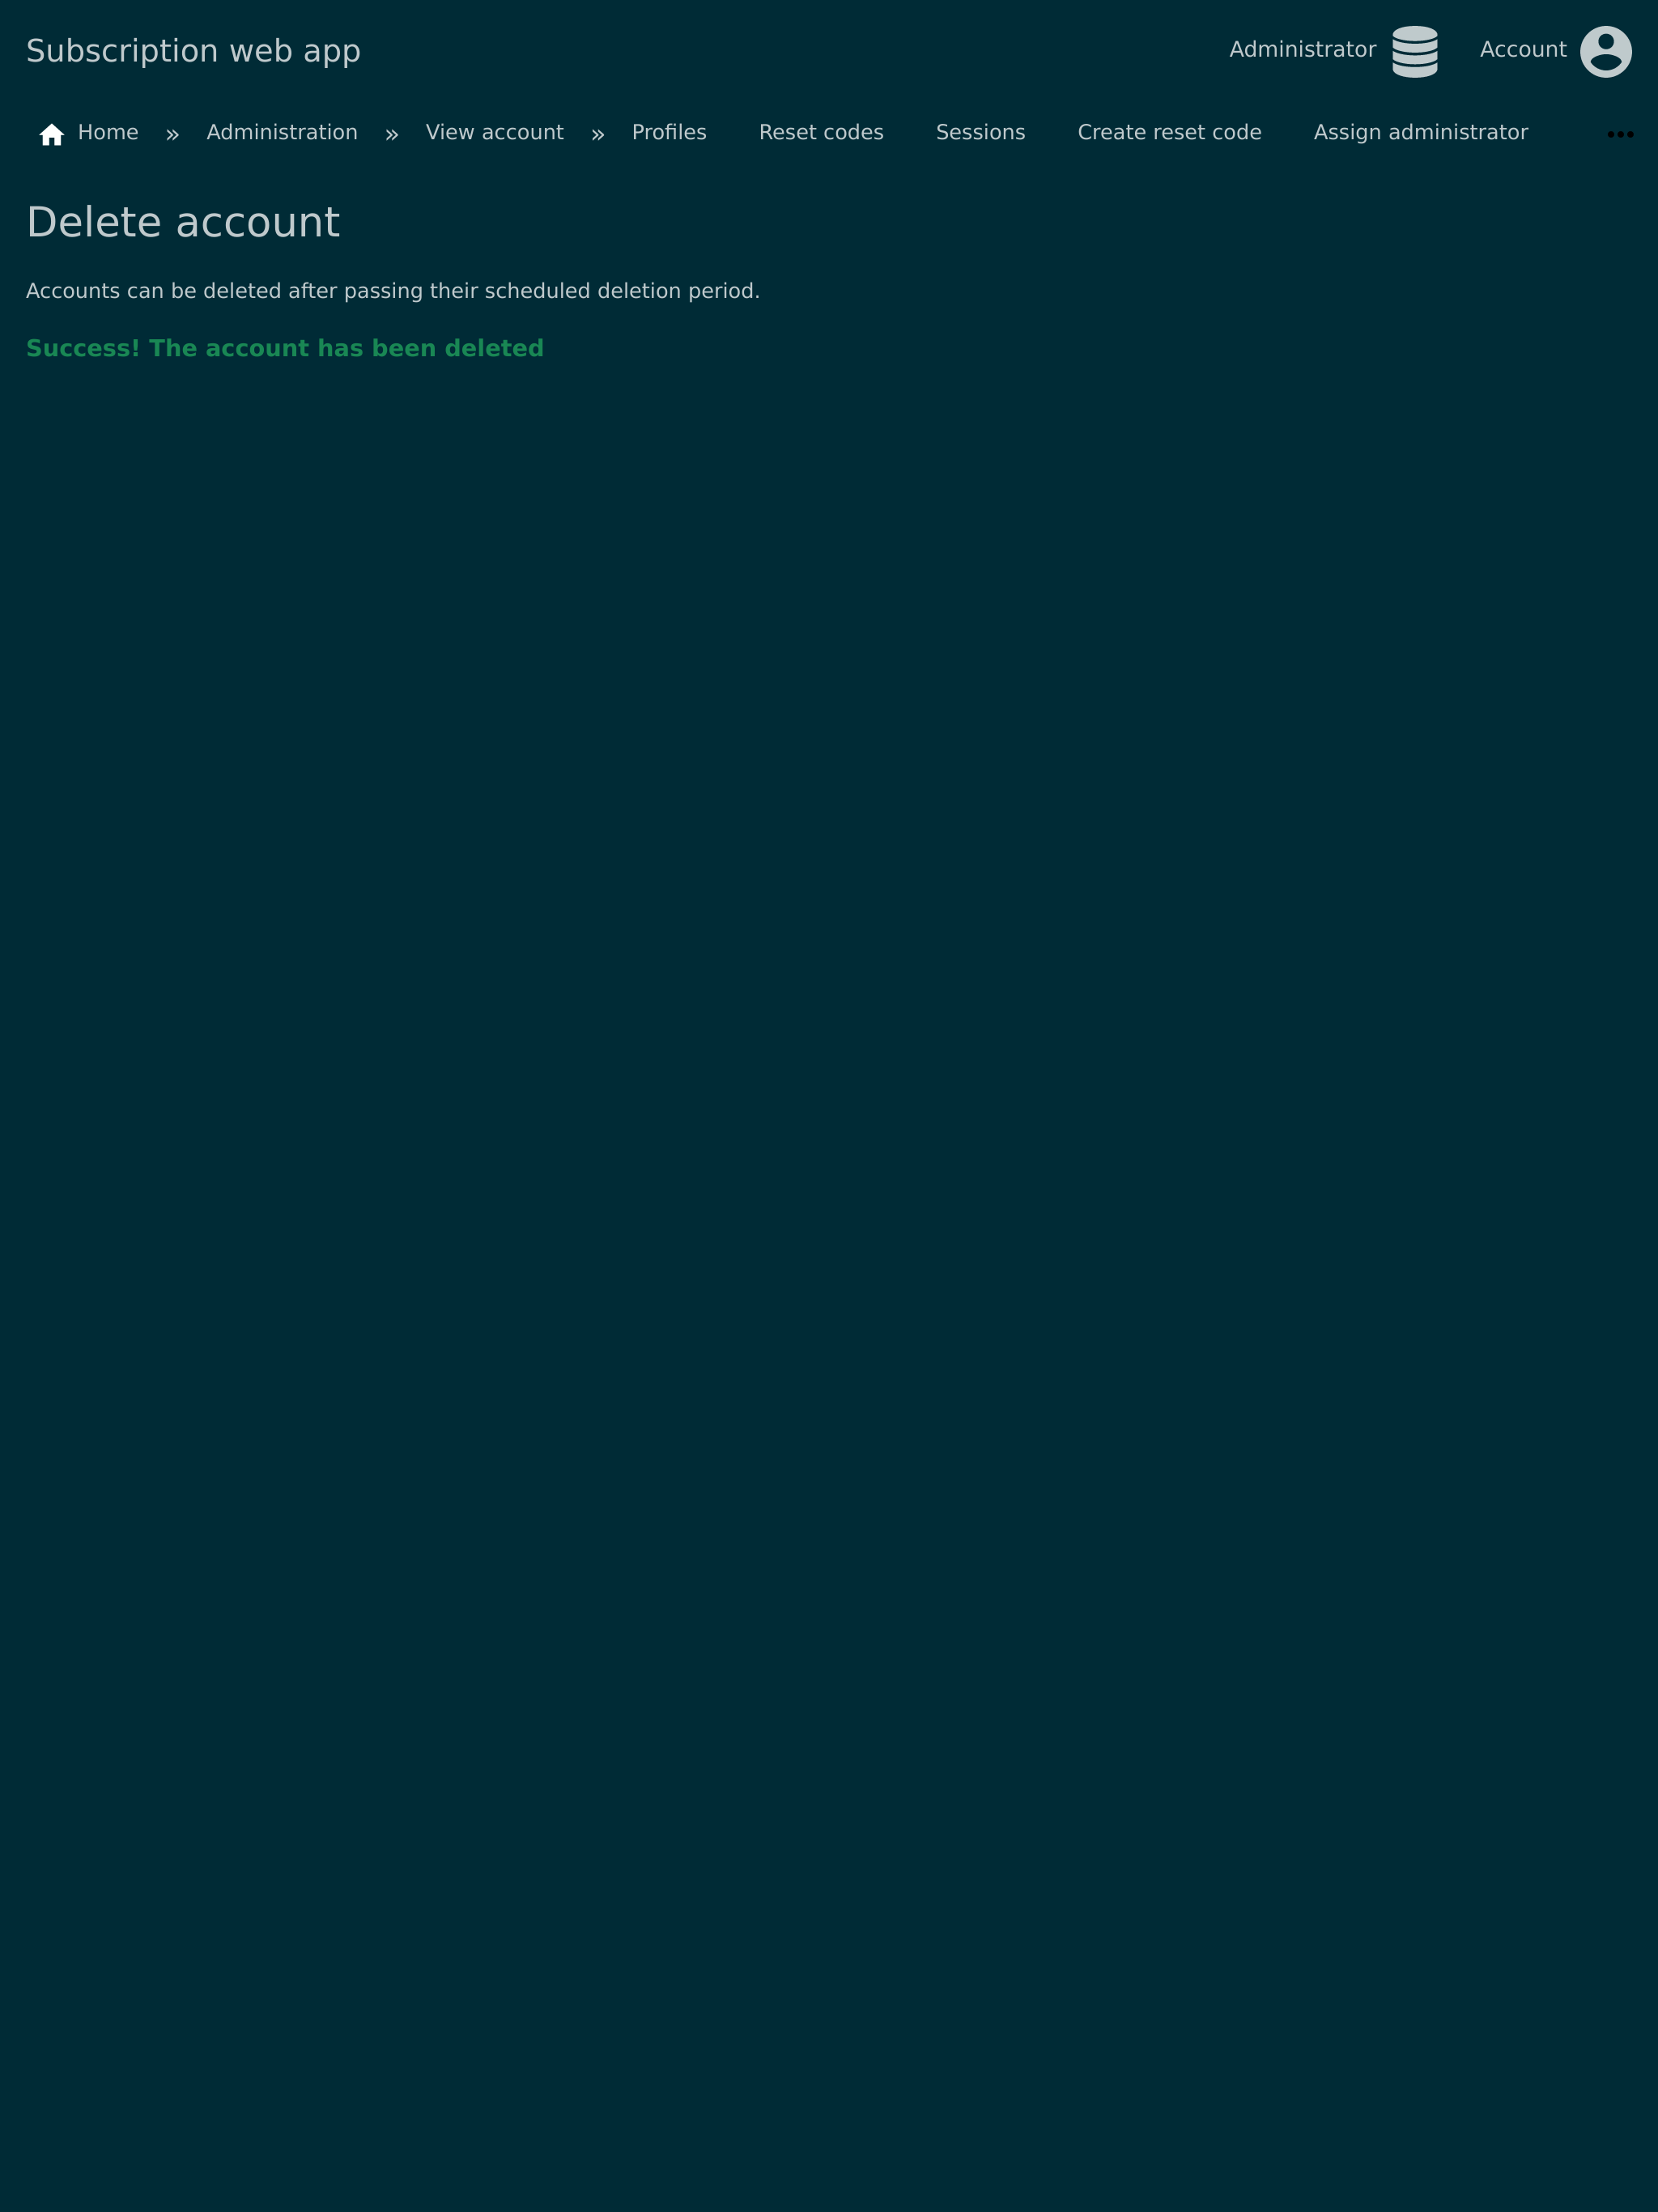 Subscription web app
Administrator
Account
Home » Administration » View account » Profiles Reset codes Sessions Create reset code Assign administrator
Delete account
Accounts can be deleted after passing their scheduled deletion period.
Success! The account has been deleted